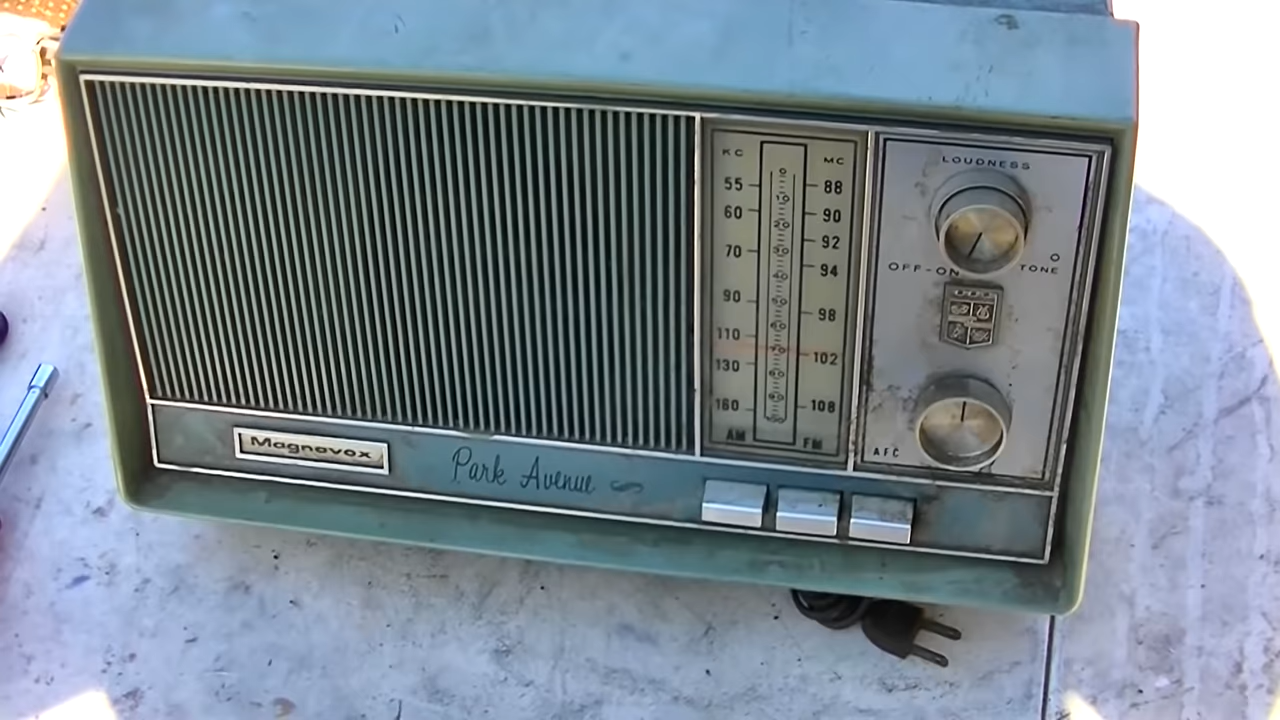 KC MC
55 88
60 90
92
70
94
90
98
110
102
130
160 108
AM FM
LOUDNESS
OFF-ON
TONE
AFC
Magnavox
Park Avenue